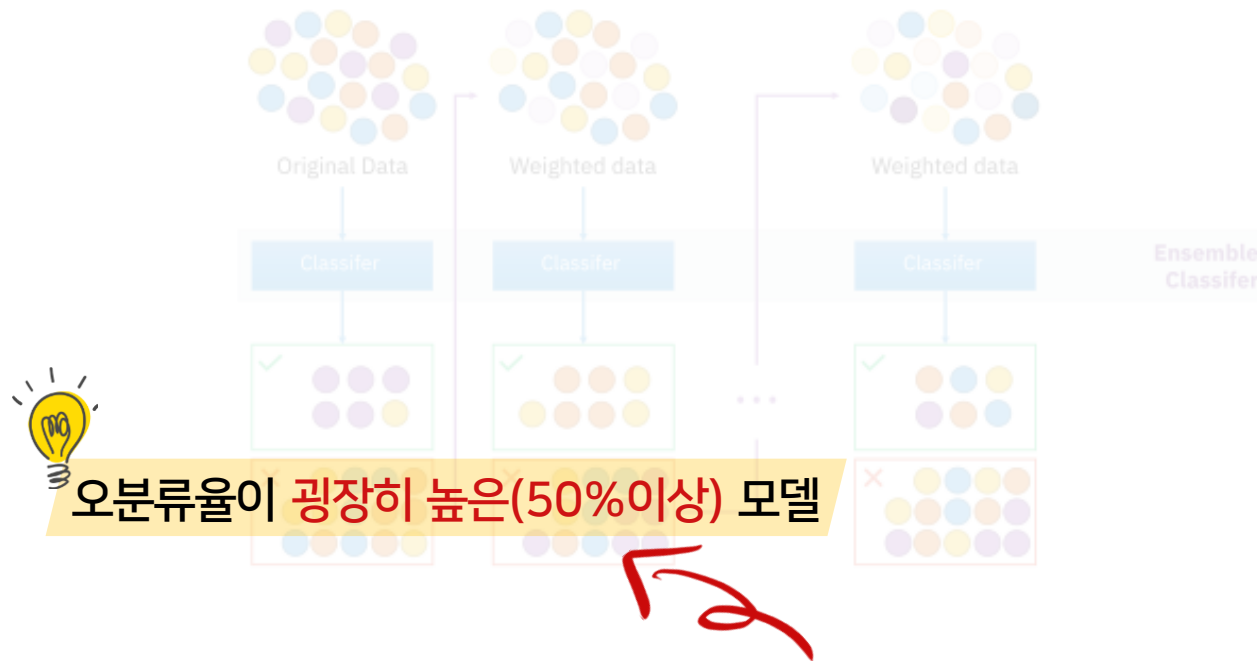 Original Data
Weighted data
Weighted data
Classifer
Classifer
Classifer
Ensemble
Classifer
...
오분류율이 굉장히 높은(50%이상) 모델